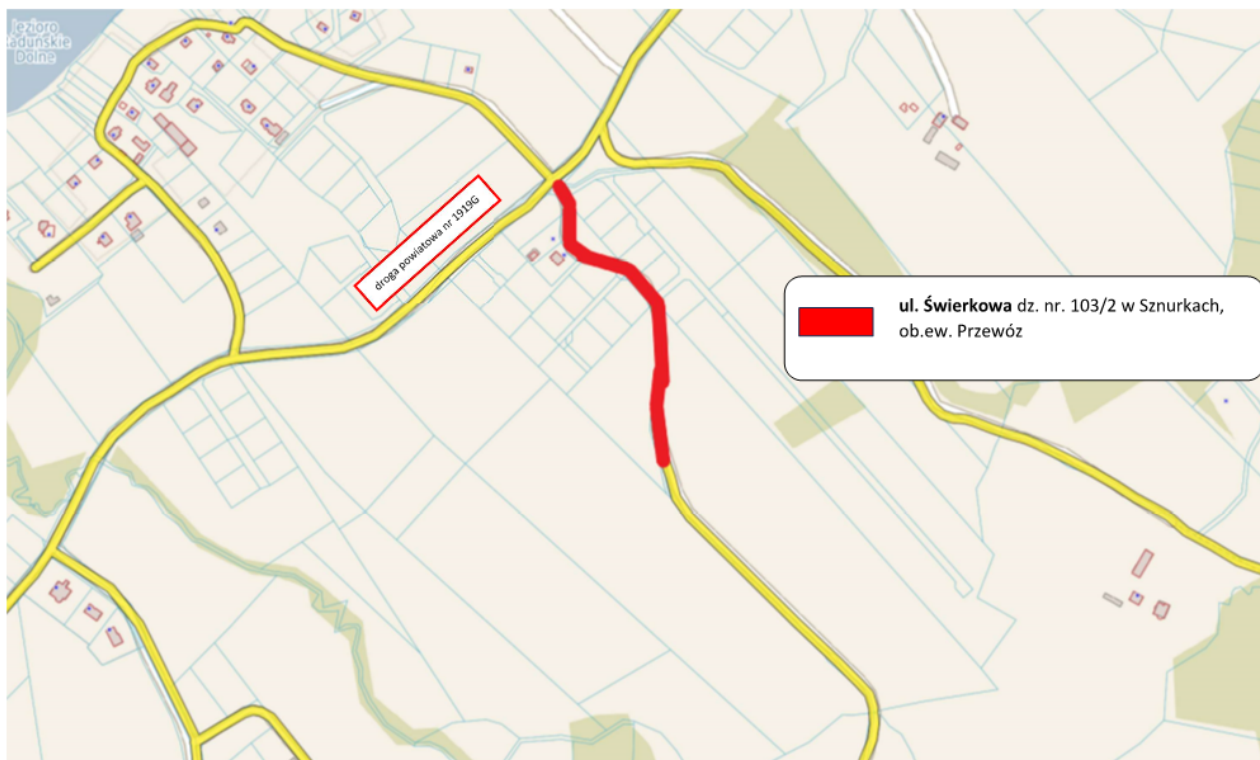 Jezioro
Raduńskie
Dolne
droga powiatowa nr 1919G
ul. Świerkowa dz. nr. 103/2 w Sznurkach,
ob.ew. Przewóz